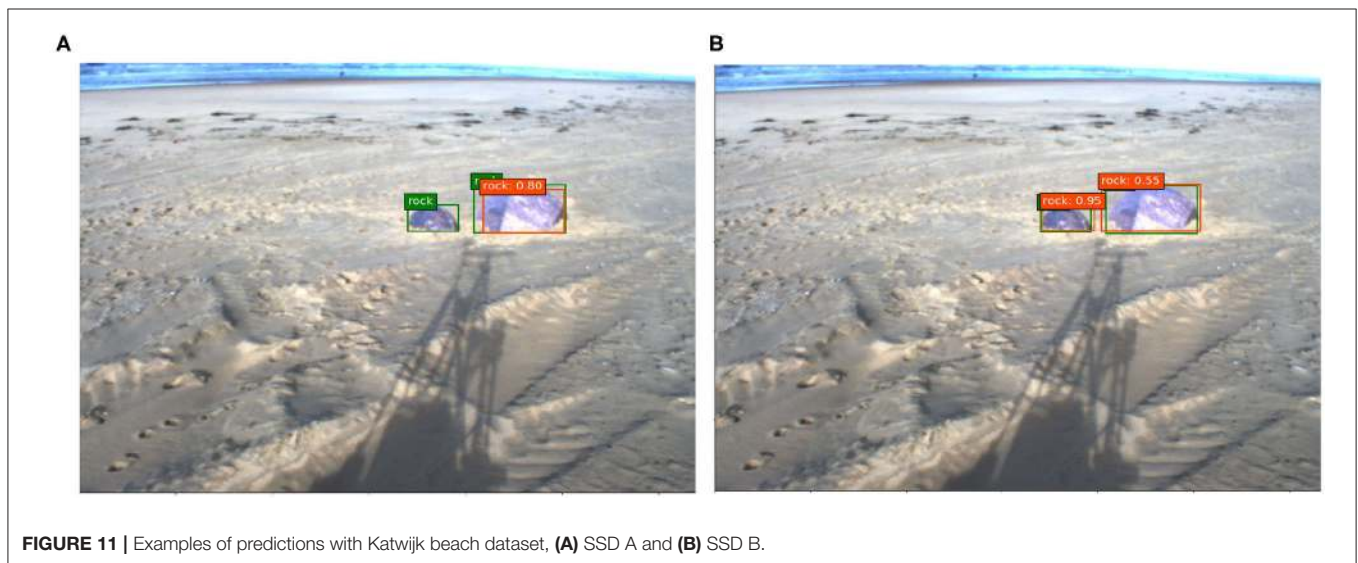 A
B
rock
rock: 0.80
rock: 0.95
rock: 0.55
FIGURE 11 | Examples of predictions with Katwijk beach dataset, (A) SSD A and (B) SSD B.